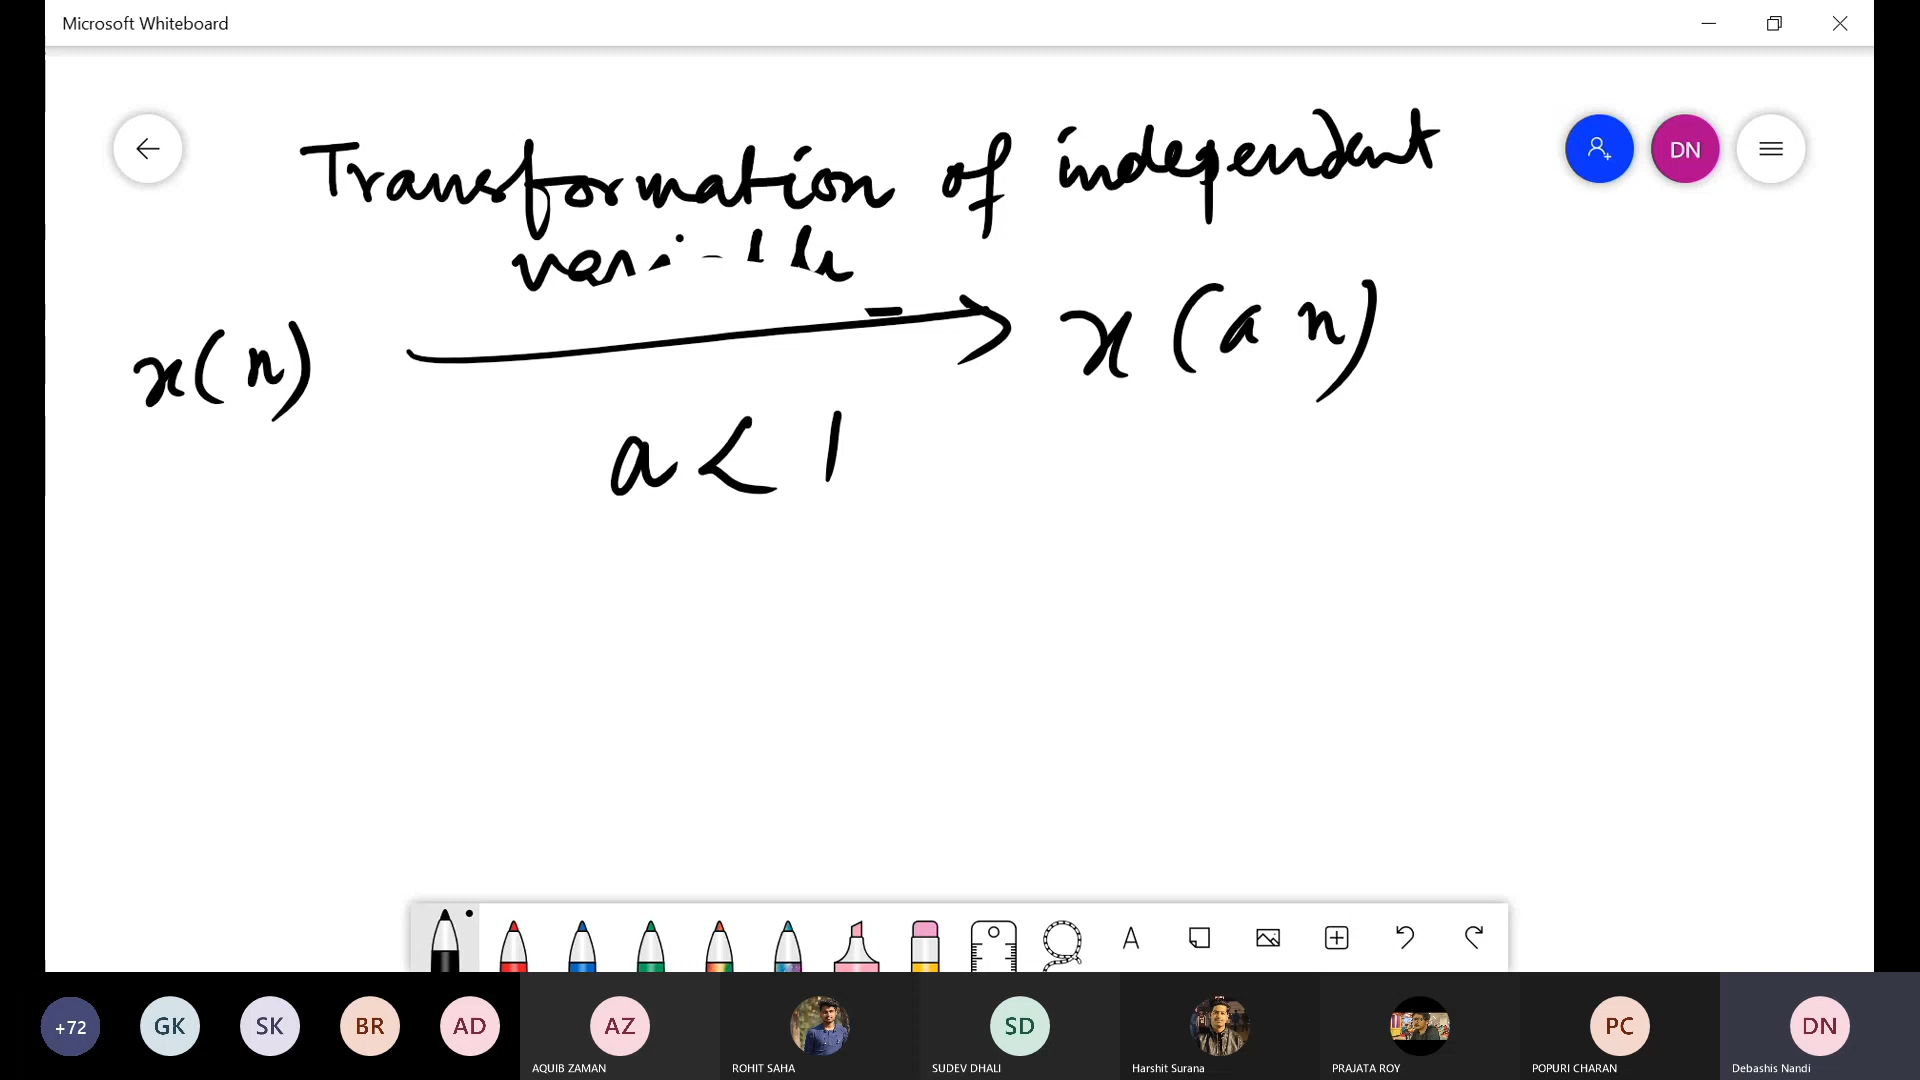 Microsoft Whiteboard
DN
Transformation of independent
variable
x(n) → x(a n)
a < 1
A
+72
GK
SK
BR
AD
AZ
SD
PC
DN
AQUIB ZAMAN
ROHIT SAHA
SUDEV DHALI
Harshit Surana
PRAJATA ROY
POPURI CHARAN
Debashis Nandi